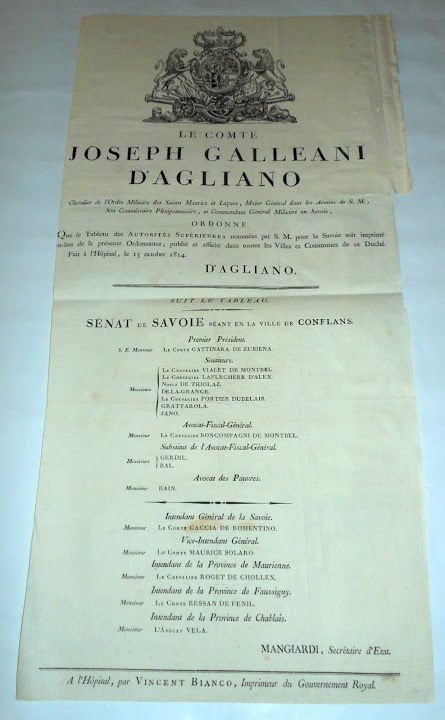 LE COMTE
JOSEPH GALLEANI
D'AGLIANO
Chevalier de l'Ordre Militaire des Saints Maurice et Lazare, Major Général dans les Armées de S. M.,
Son Commissaire Plénipotentiaire, et Commandant Général Militaire en Savoie,
ORDONNE
Que le Tableau des AUTORITÉS SUPÉRIEURES nommées par S. M. pour la Savoie soit imprimé
au-bas de la présente Ordonnance, publié et affiché dans toutes les Villes et Communes de ce Duché.
Fait à l'Hôpital, le 15 octobre 1814.
D'AGLIANO.
SUIT LE TABLEAU.
SÉNAT DE SAVOIE SÉANT EN LA VILLE DE CONFLANS.
Premier Président.
S. E. Monsieur LE COMTE GATTINARA DE ZUBIENA.
Sénateurs.
Messieurs
LE CHEVALIER VIALET DE MONTBEL.
LE CHEVALIER LAFLECHÈRE D'ALEX.
NOBLE DE THIOLAZ.
DE-LA-GRANGE.
LE CHEVALIER PORTIER DUBELAIR.
GRATTAROLA.
JANO.
Avocat-Fiscal-Général.
Monsieur LE CHEVALIER BONCOMPAGNI DE MONTBEL.
Substituts de l'Avocat-Fiscal-Général.
Messieurs
GERDIL.
BAL.
Avocat des Pauvres.
Monsieur BAIN.
Intendant Général de la Savoie.
Monsieur LE COMTE CACCIA DE ROMENTINO.
Vice-Intendant Général.
Monsieur LE COMTE MAURICE SOLARO.
Intendant de la Province de Maurienne.
Monsieur LE CHEVALIER ROGET DE CHOLLEX.
Intendant de la Province de Faussigny.
Monsieur LE COMTE BESSAN DE FENIL.
Intendant de la Province de Chablais.
Monsieur L'AVOCAT VELA.
MANGIARDI, Secrétaire d'Etat.
A l'Hôpital, par VINCENT BIANCO, Imprimeur du Gouvernement Royal.